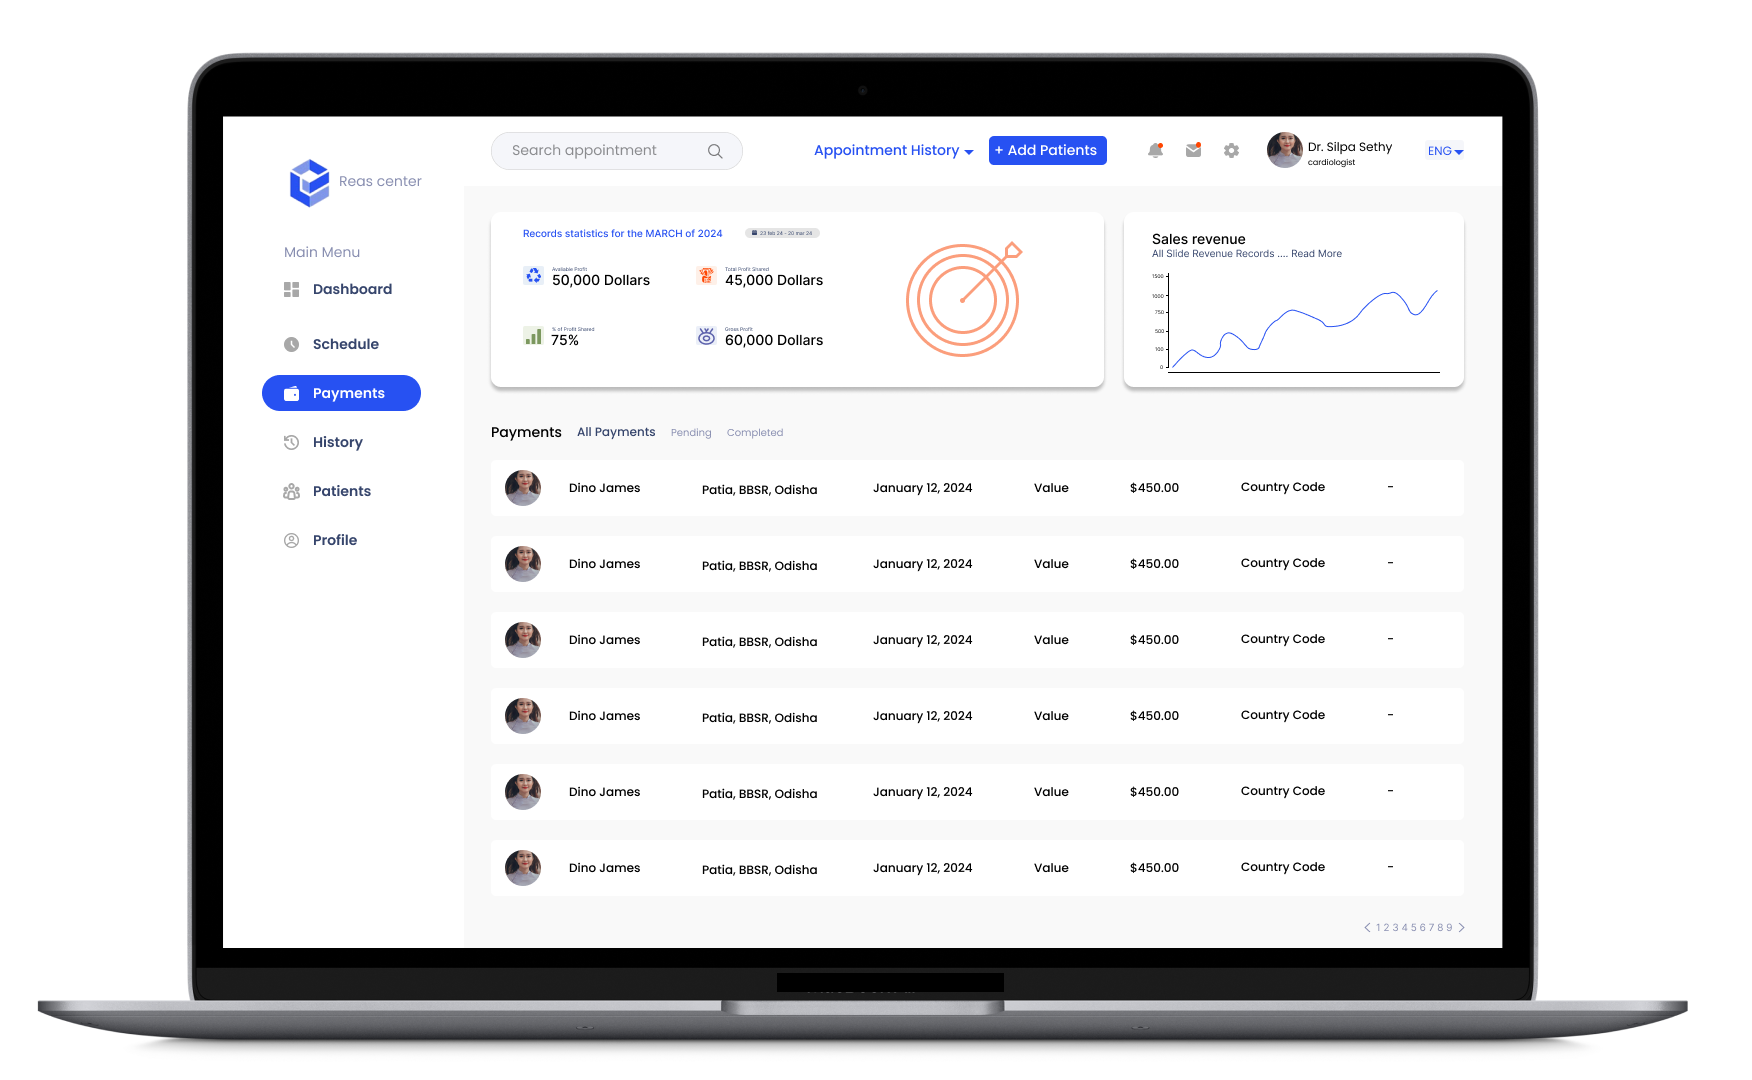 Search appointment
Appointment History
+ Add Patients
Dr. Silpa Sethy
cardiologist
ENG
Reas center
Main Menu
Dashboard
Schedule
Payments
History
Patients
Profile
Records statistics for the MARCH of 2024
23 feb 24 - 20 mar 24
Available Profit
50,000 Dollars
Total Profit Shared
45,000 Dollars
% of Profit Shared
75%
Gross Profit
60,000 Dollars
Sales revenue
All Slide Revenue Records .... Read More
1500
1000
750
500
100
0
Payments All Payments Pending Completed
Dino James Patia, BBSR, Odisha January 12, 2024 Value $450.00 Country Code -
Dino James Patia, BBSR, Odisha January 12, 2024 Value $450.00 Country Code -
Dino James Patia, BBSR, Odisha January 12, 2024 Value $450.00 Country Code -
Dino James Patia, BBSR, Odisha January 12, 2024 Value $450.00 Country Code -
Dino James Patia, BBSR, Odisha January 12, 2024 Value $450.00 Country Code -
Dino James Patia, BBSR, Odisha January 12, 2024 Value $450.00 Country Code -
< 1 2 3 4 5 6 7 8 9 >